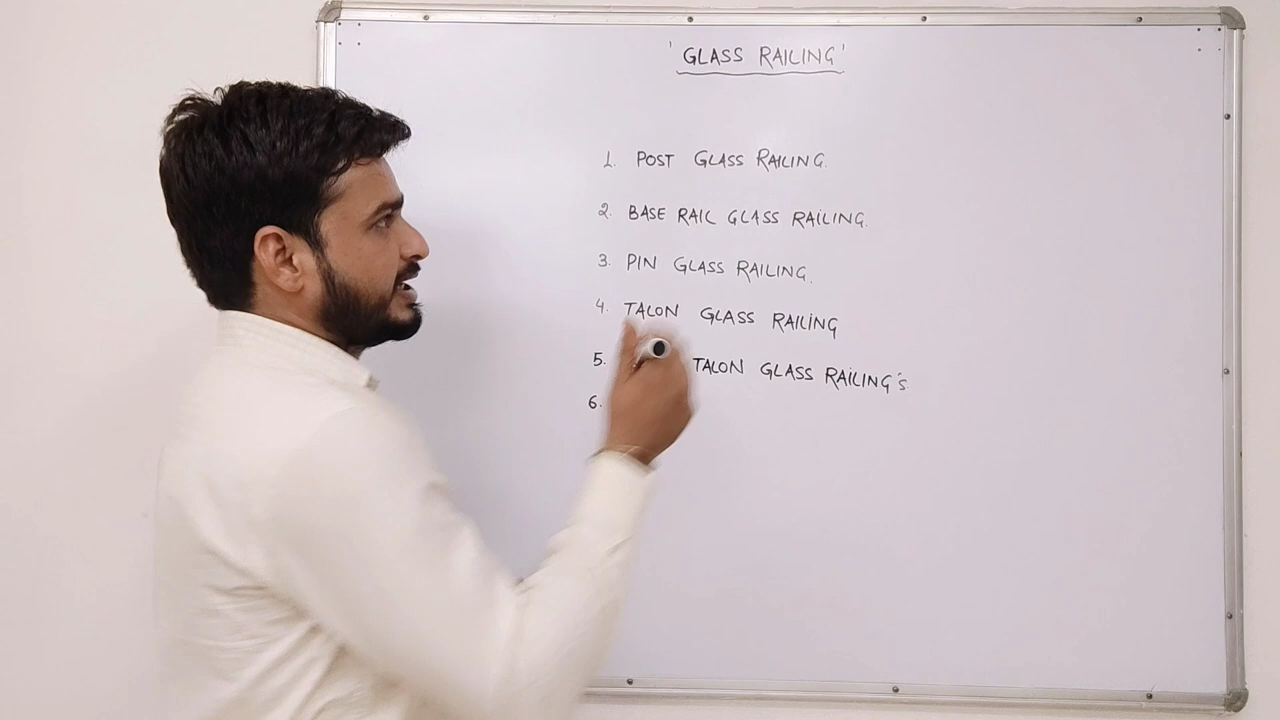 'GLASS RAILING'
1. POST GLASS RAILING.
2. BASE RAIL GLASS RAILING.
3. PIN GLASS RAILING.
4. TALON GLASS RAILING
5. TALON GLASS RAILING'S.
6.